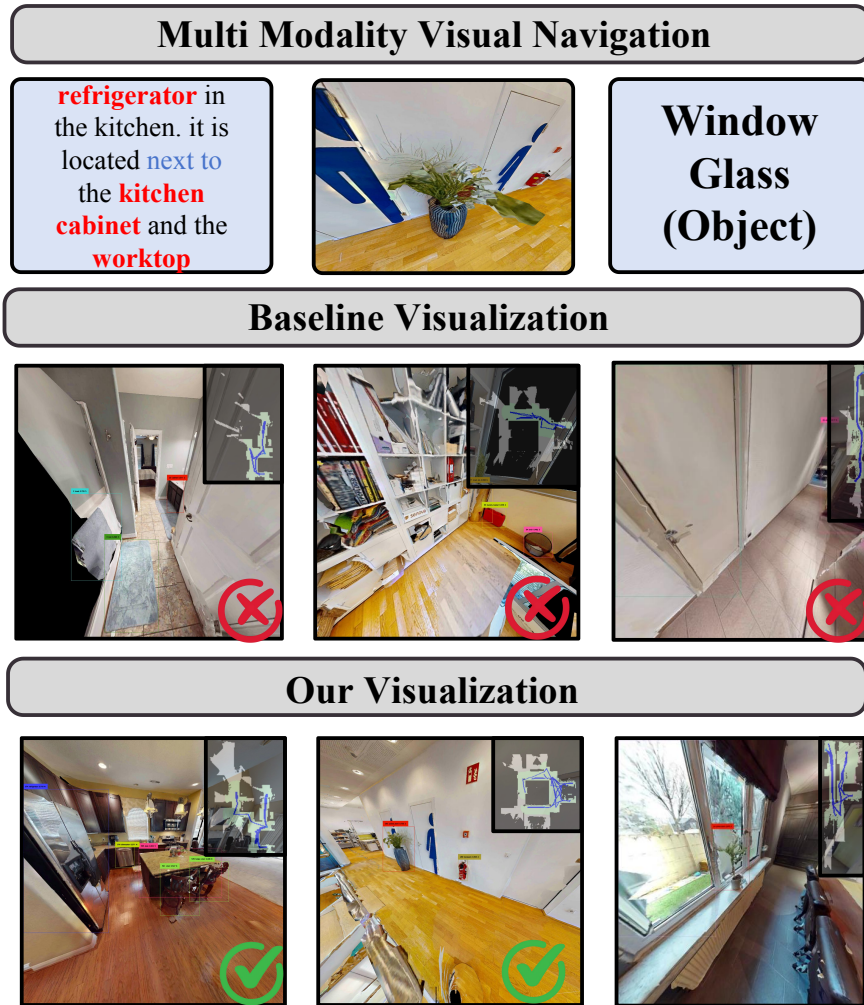 Multi Modality Visual Navigation
refrigerator in
the kitchen. it is
located next to
the kitchen
cabinet and the
worktop
Window
Glass
(Object)
Baseline Visualization
Our Visualization